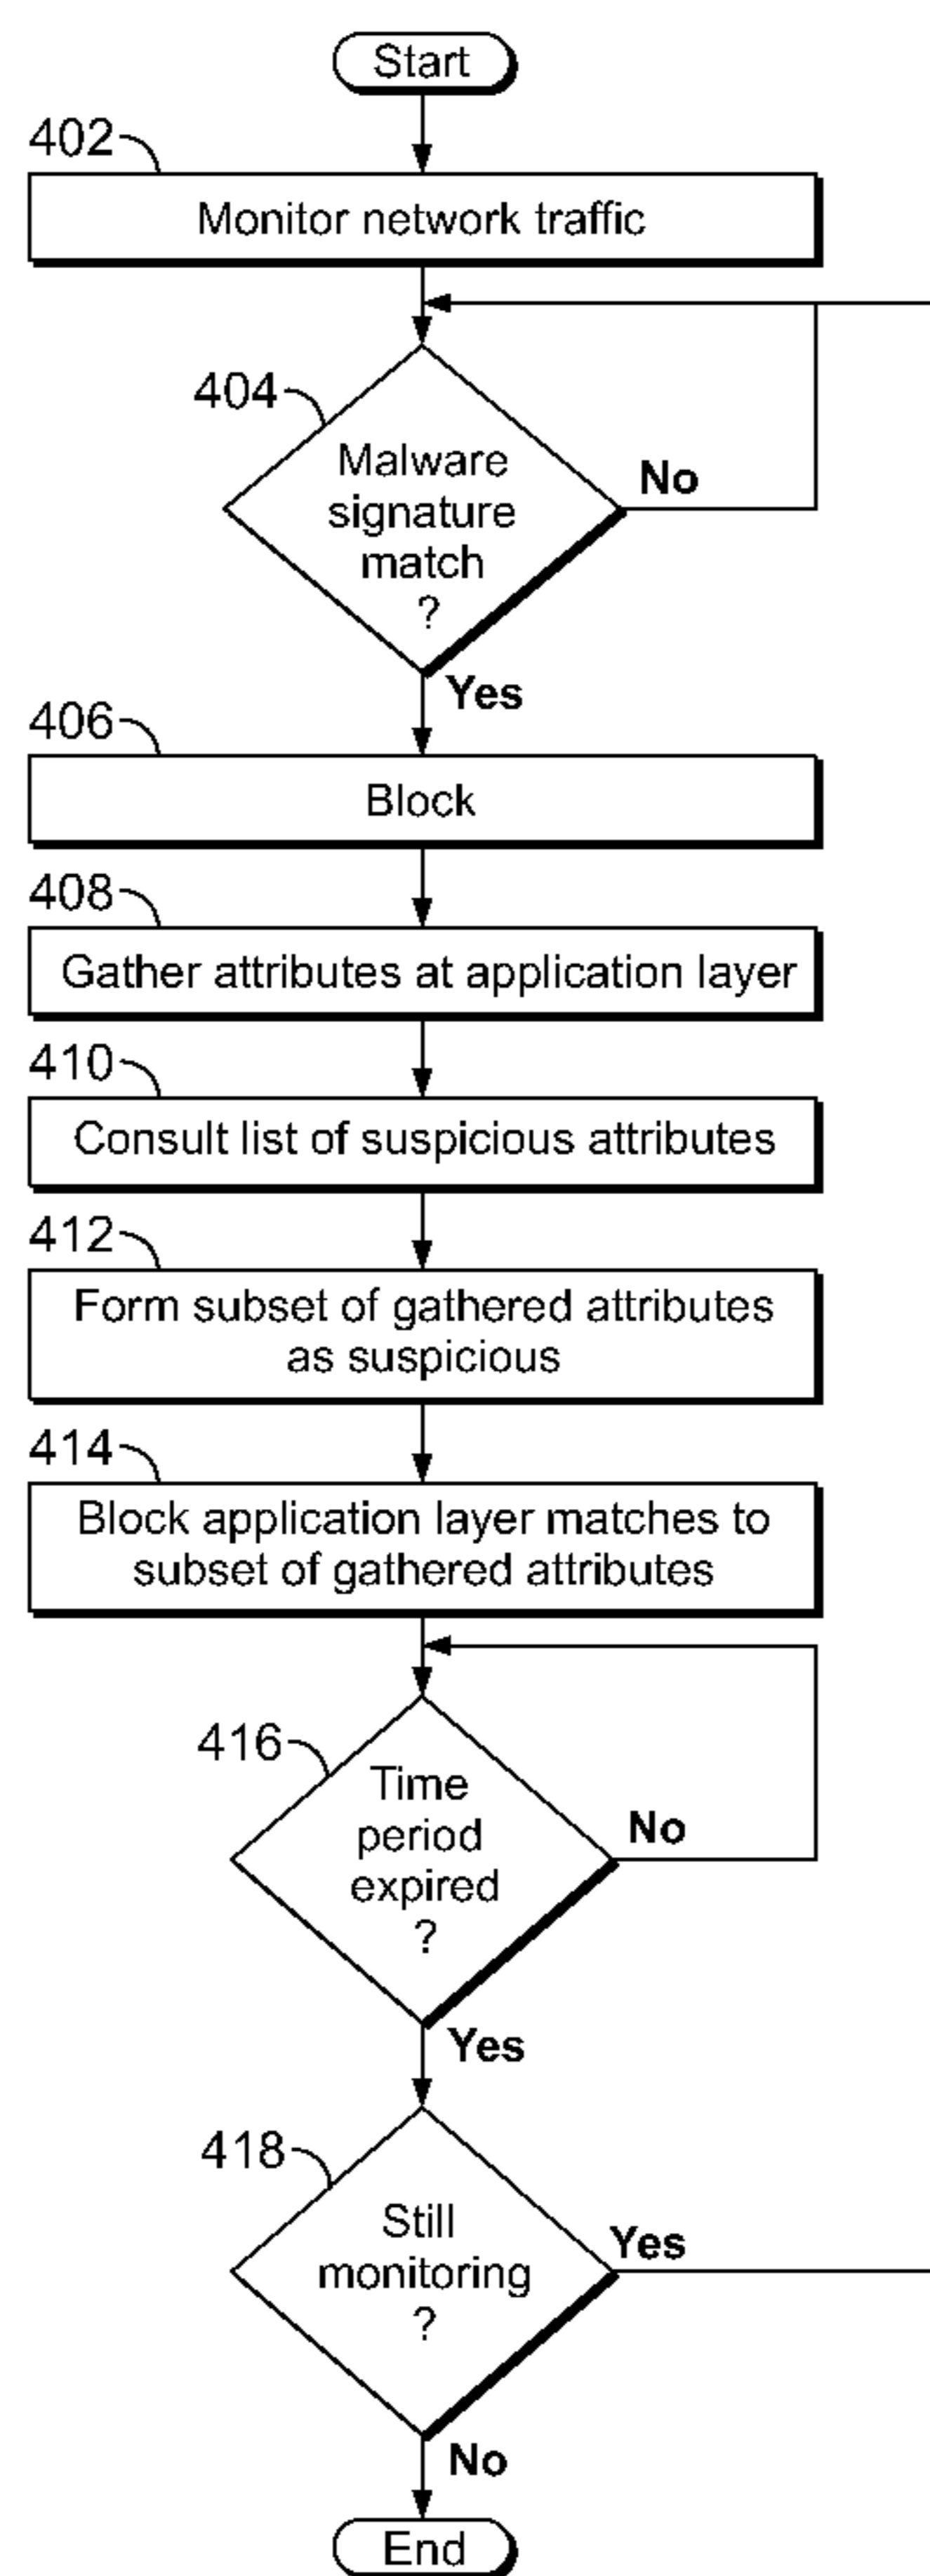 Start
402
Monitor network traffic
404
Malware
signature
match
?
No
Yes
406
Block
408
Gather attributes at application layer
410
Consult list of suspicious attributes
412
Form subset of gathered attributes
as suspicious
414
Block application layer matches to
subset of gathered attributes
416
Time
period
expired
?
No
Yes
418
Still
monitoring
?
Yes
No
End